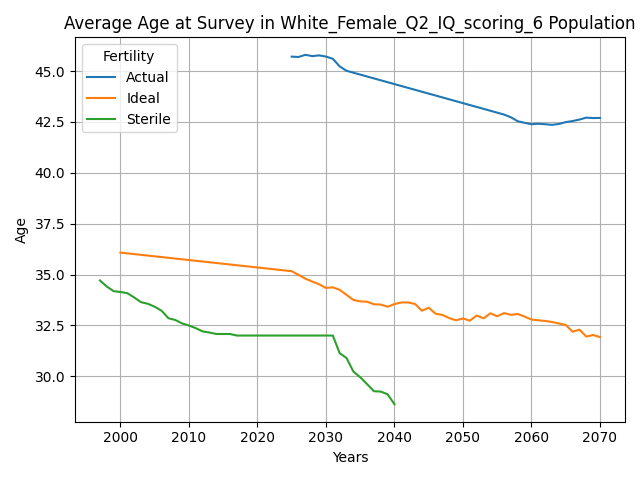 Average Age at Survey in White_Female_Q2_IQ_scoring_6 Population
Fertility
Actual
Ideal
Sterile
45.0
42.5
40.0
37.5
35.0
32.5
30.0
Age
2000
2010
2020
2030
2040
2050
2060
2070
Years